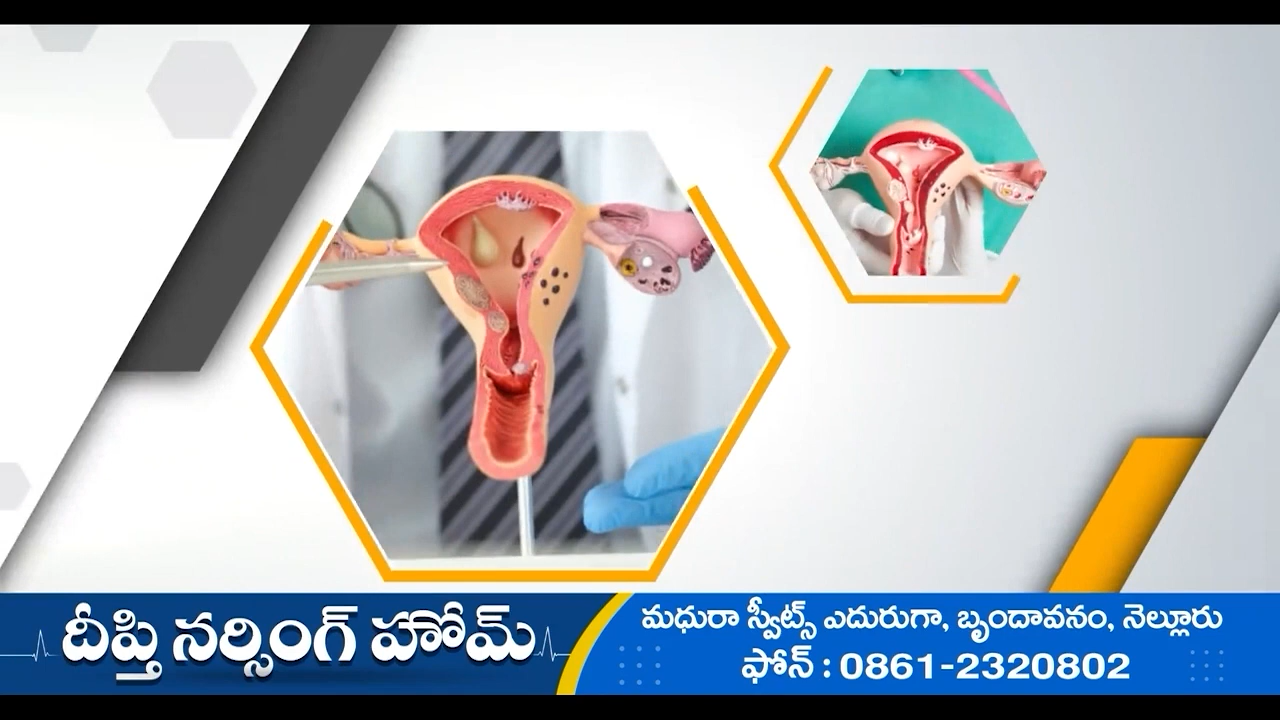 దీప్తి నర్సింగ్ హోమ్
మధురా స్వీట్స్ ఎదురుగా, బృందావనం, నెల్లూరు
ఫోన్ : 0861-2320802